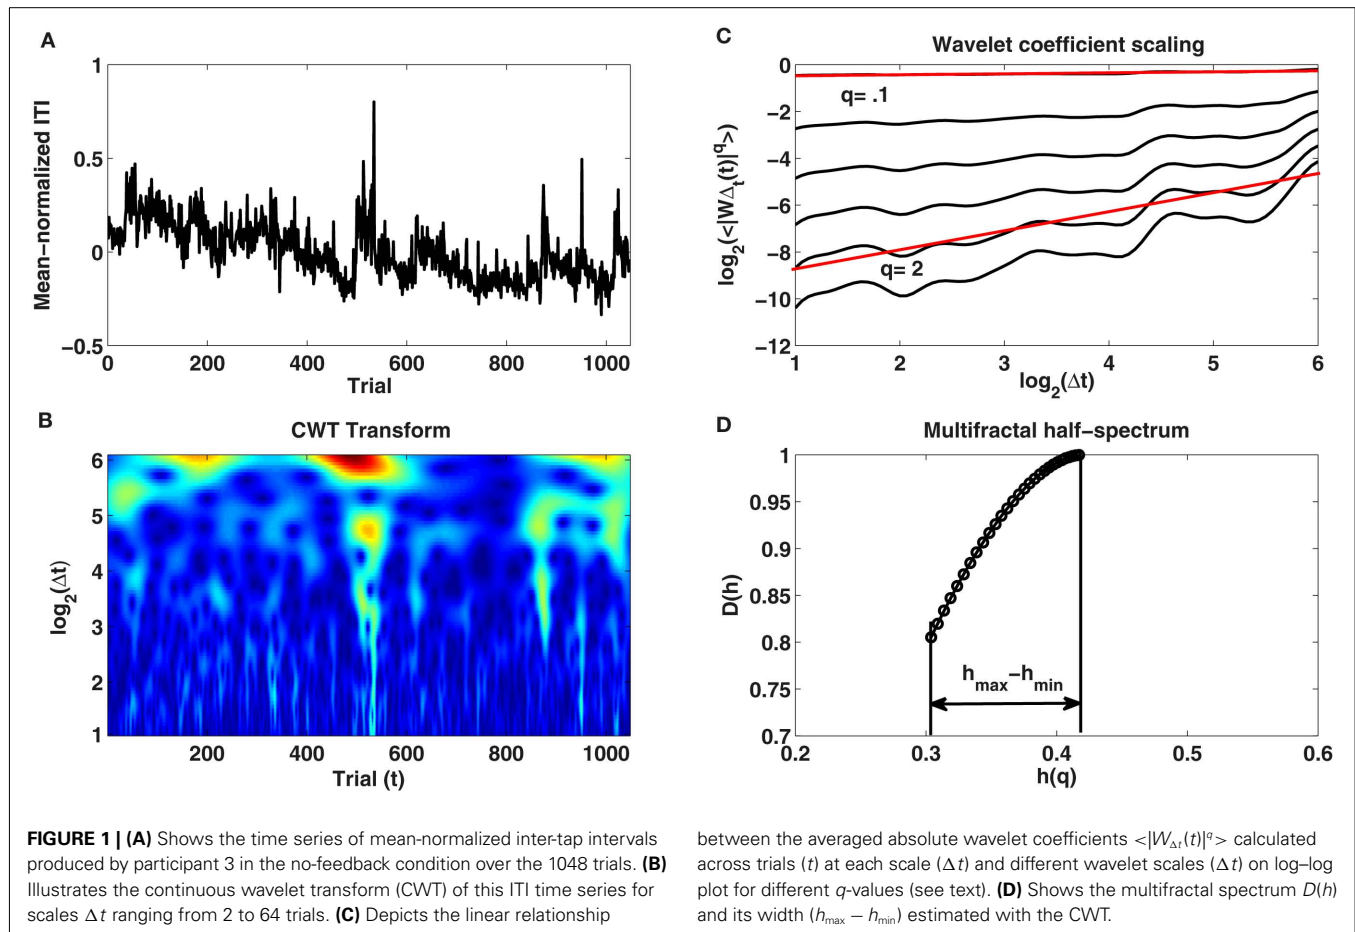 A
Mean-normalized ITI
1
0.5
0
−0.5
0 200 400 600 800 1000
Trial
B
CWT Transform
log2(Δt)
6
5
4
3
2
1
200 400 600 800 1000
Trial (t)
C
Wavelet coefficient scaling
log2(<|WΔt(t)|^q>)
0
−2
−4
−6
−8
−10
−12
q= .1
q= 2
1 2 3 4 5 6
log2(Δt)
D
Multifractal half−spectrum
D(h)
1
0.95
0.9
0.85
0.8
0.75
0.7
hmax−hmin
0.2 0.3 0.4 0.5 0.6
h(q)
FIGURE 1 | (A) Shows the time series of mean-normalized inter-tap intervals
produced by participant 3 in the no-feedback condition over the 1048 trials. (B)
Illustrates the continuous wavelet transform (CWT) of this ITI time series for
scales Δt ranging from 2 to 64 trials. (C) Depicts the linear relationship
between the averaged absolute wavelet coefficients <|WΔt(t)|^q> calculated
across trials (t) at each scale (Δt) and different wavelet scales (Δt) on log–log
plot for different q-values (see text). (D) Shows the multifractal spectrum D(h)
and its width (hmax − hmin) estimated with the CWT.